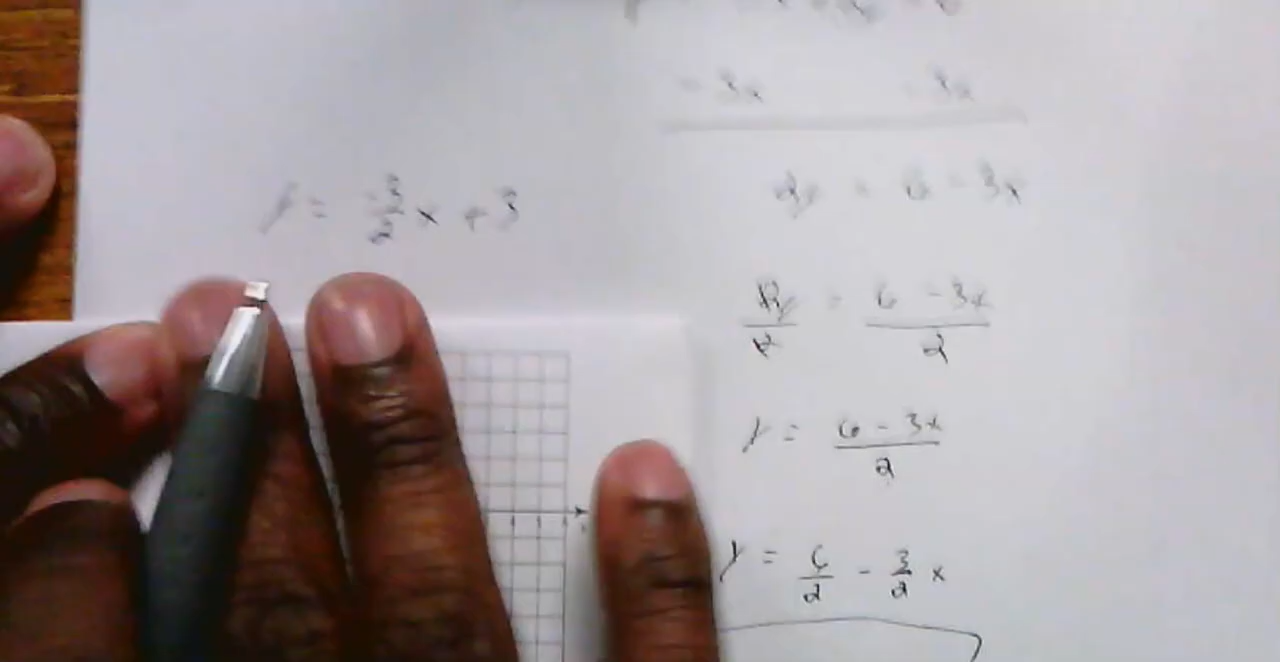 - 3x - 3x
2y = 6 - 3x
y = -3/2 x + 3
2y/2 = 6 - 3x/2
y = 6 - 3x/2
y = 6/2 - 3/2 x